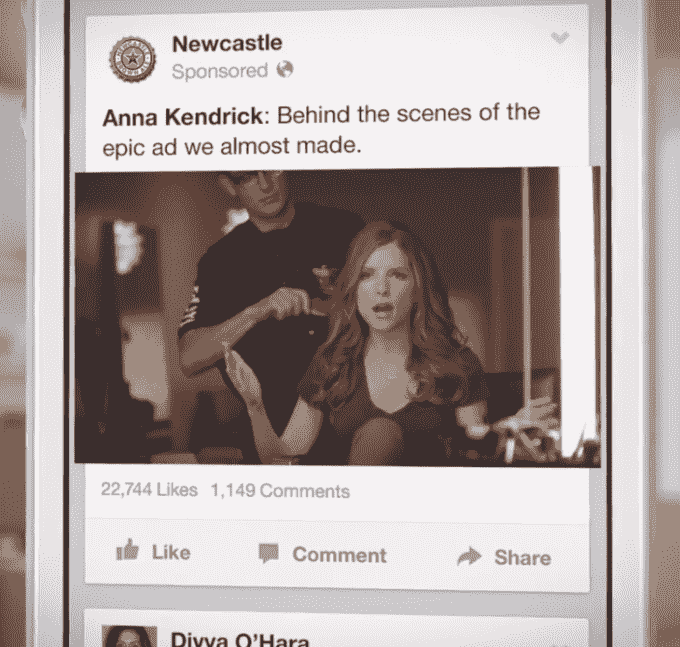 Newcastle
Sponsored
Anna Kendrick: Behind the scenes of the
epic ad we almost made.
22,744 Likes 1,149 Comments
Like Comment Share
Divya O'Hara